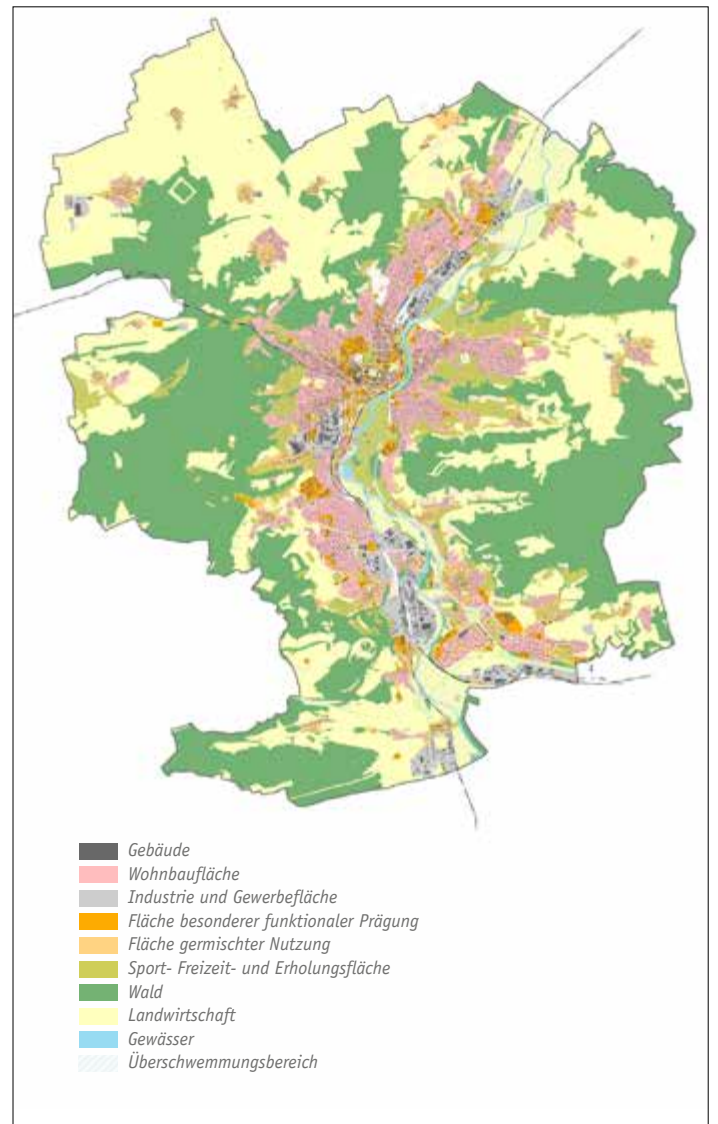 Gebäude
Wohnbaufläche
Industrie und Gewerbefläche
Fläche besonderer funktionaler Prägung
Fläche germischter Nutzung
Sport- Freizeit- und Erholungsfläche
Wald
Landwirtschaft
Gewässer
Überschwemmungsbereich